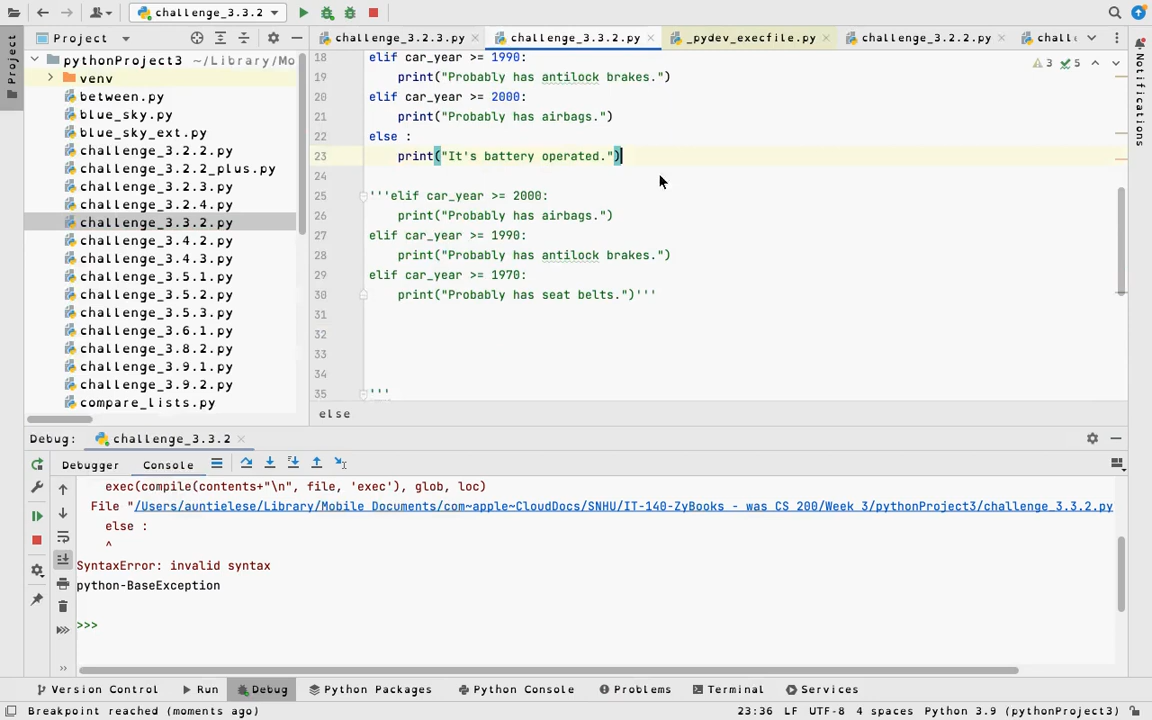 challenge_3.3.2
Project
challenge_3.2.3.py
challenge_3.3.2.py
_pydev_execfile.py
challenge_3.2.2.py
chall
Project
pythonProject3 ~/Library/Mo
venv
between.py
blue_sky.py
blue_sky_ext.py
challenge_3.2.2.py
challenge_3.2.2_plus.py
challenge_3.2.3.py
challenge_3.2.4.py
challenge_3.3.2.py
challenge_3.4.2.py
challenge_3.4.3.py
challenge_3.5.1.py
challenge_3.5.2.py
challenge_3.5.3.py
challenge_3.6.1.py
challenge_3.8.2.py
challenge_3.9.1.py
challenge_3.9.2.py
compare_lists.py
18 elif car_year >= 1990:
19 print("Probably has antilock brakes.")
20 elif car_year >= 2000:
21 print("Probably has airbags.")
22 else :
23 print("It's battery operated.")
24
25 '''elif car_year >= 2000:
26 print("Probably has airbags.")
27 elif car_year >= 1990:
28 print("Probably has antilock brakes.")
29 elif car_year >= 1970:
30 print("Probably has seat belts.")'''
31
32
33
34
35 '''
3 5
Notifications
else
Debug: challenge_3.3.2
Debugger Console
exec(compile(contents+"\n", file, 'exec'), glob, loc)
File "/Users/auntielese/Library/Mobile Documents/com~apple~CloudDocs/SNHU/IT-140-ZyBooks - was CS 200/Week 3/pythonProject3/challenge_3.3.2.py
else :
^
SyntaxError: invalid syntax
python-BaseException
>>>
Version Control Run Debug Python Packages Python Console Problems Terminal Services
Breakpoint reached (moments ago) 23:36 LF UTF-8 4 spaces Python 3.9 (pythonProject3)